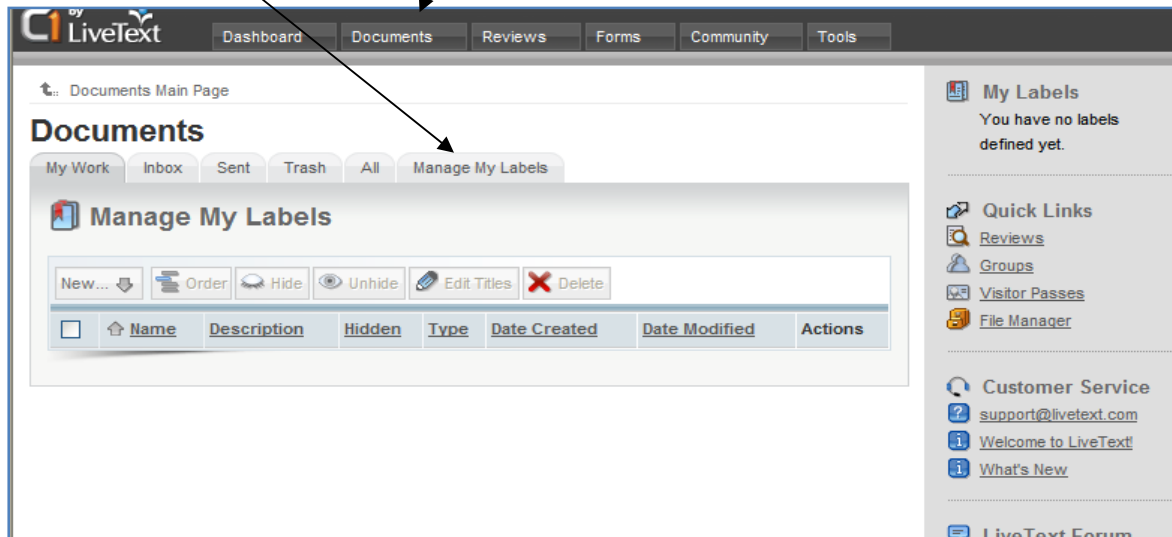 C1 by LiveText
Dashboard Documents Reviews Forms Community Tools
Documents Main Page
Documents
My Work Inbox Sent Trash All Manage My Labels
Manage My Labels
New... Order Hide Unhide Edit Titles Delete
Name Description Hidden Type Date Created Date Modified Actions
My Labels
You have no labels
defined yet.
Quick Links
Reviews
Groups
Visitor Passes
File Manager
Customer Service
support@livetext.com
Welcome to LiveText!
What's New
LiveText Forum